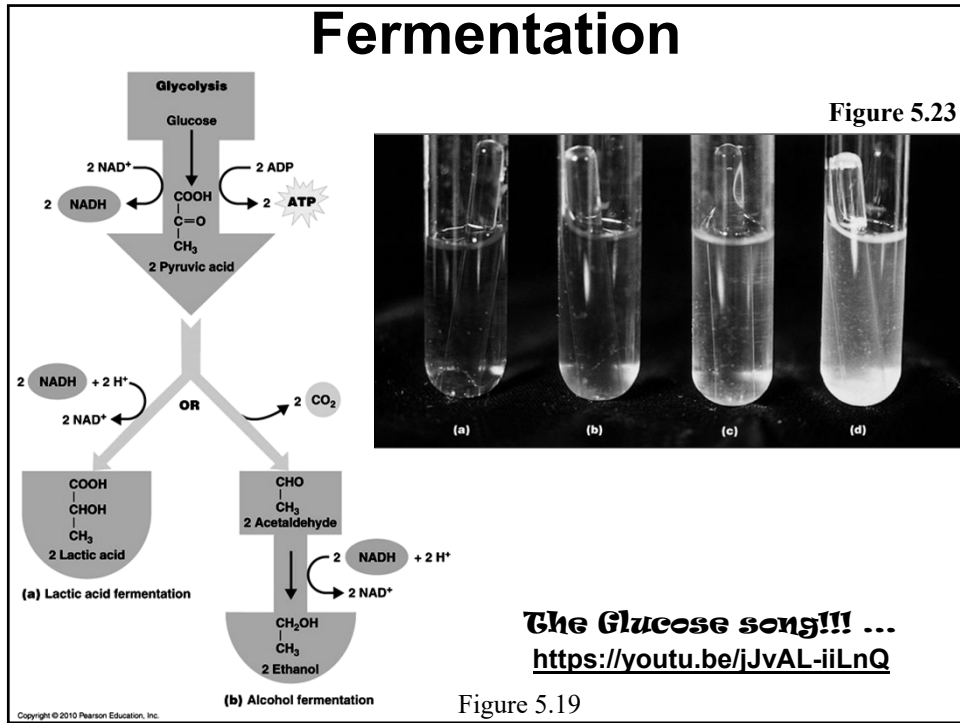 Fermentation
Glycolysis
Glucose
2 NAD⁺
2 ADP
2 NADH
2 ATP
COOH
C=O
CH₃
2 Pyruvic acid
2 NADH + 2 H⁺
2 NAD⁺
OR
2 CO₂
COOH
CHOH
CH₃
2 Lactic acid
(a) Lactic acid fermentation
CHO
CH₃
2 Acetaldehyde
2 NADH + 2 H⁺
2 NAD⁺
CH₂OH
CH₃
2 Ethanol
(b) Alcohol fermentation
Copyright © 2010 Pearson Education, Inc.
Figure 5.19
Figure 5.23
(a) (b) (c) (d)
The Glucose song!!! ...
https://youtu.be/jJvAL-iiLnQ